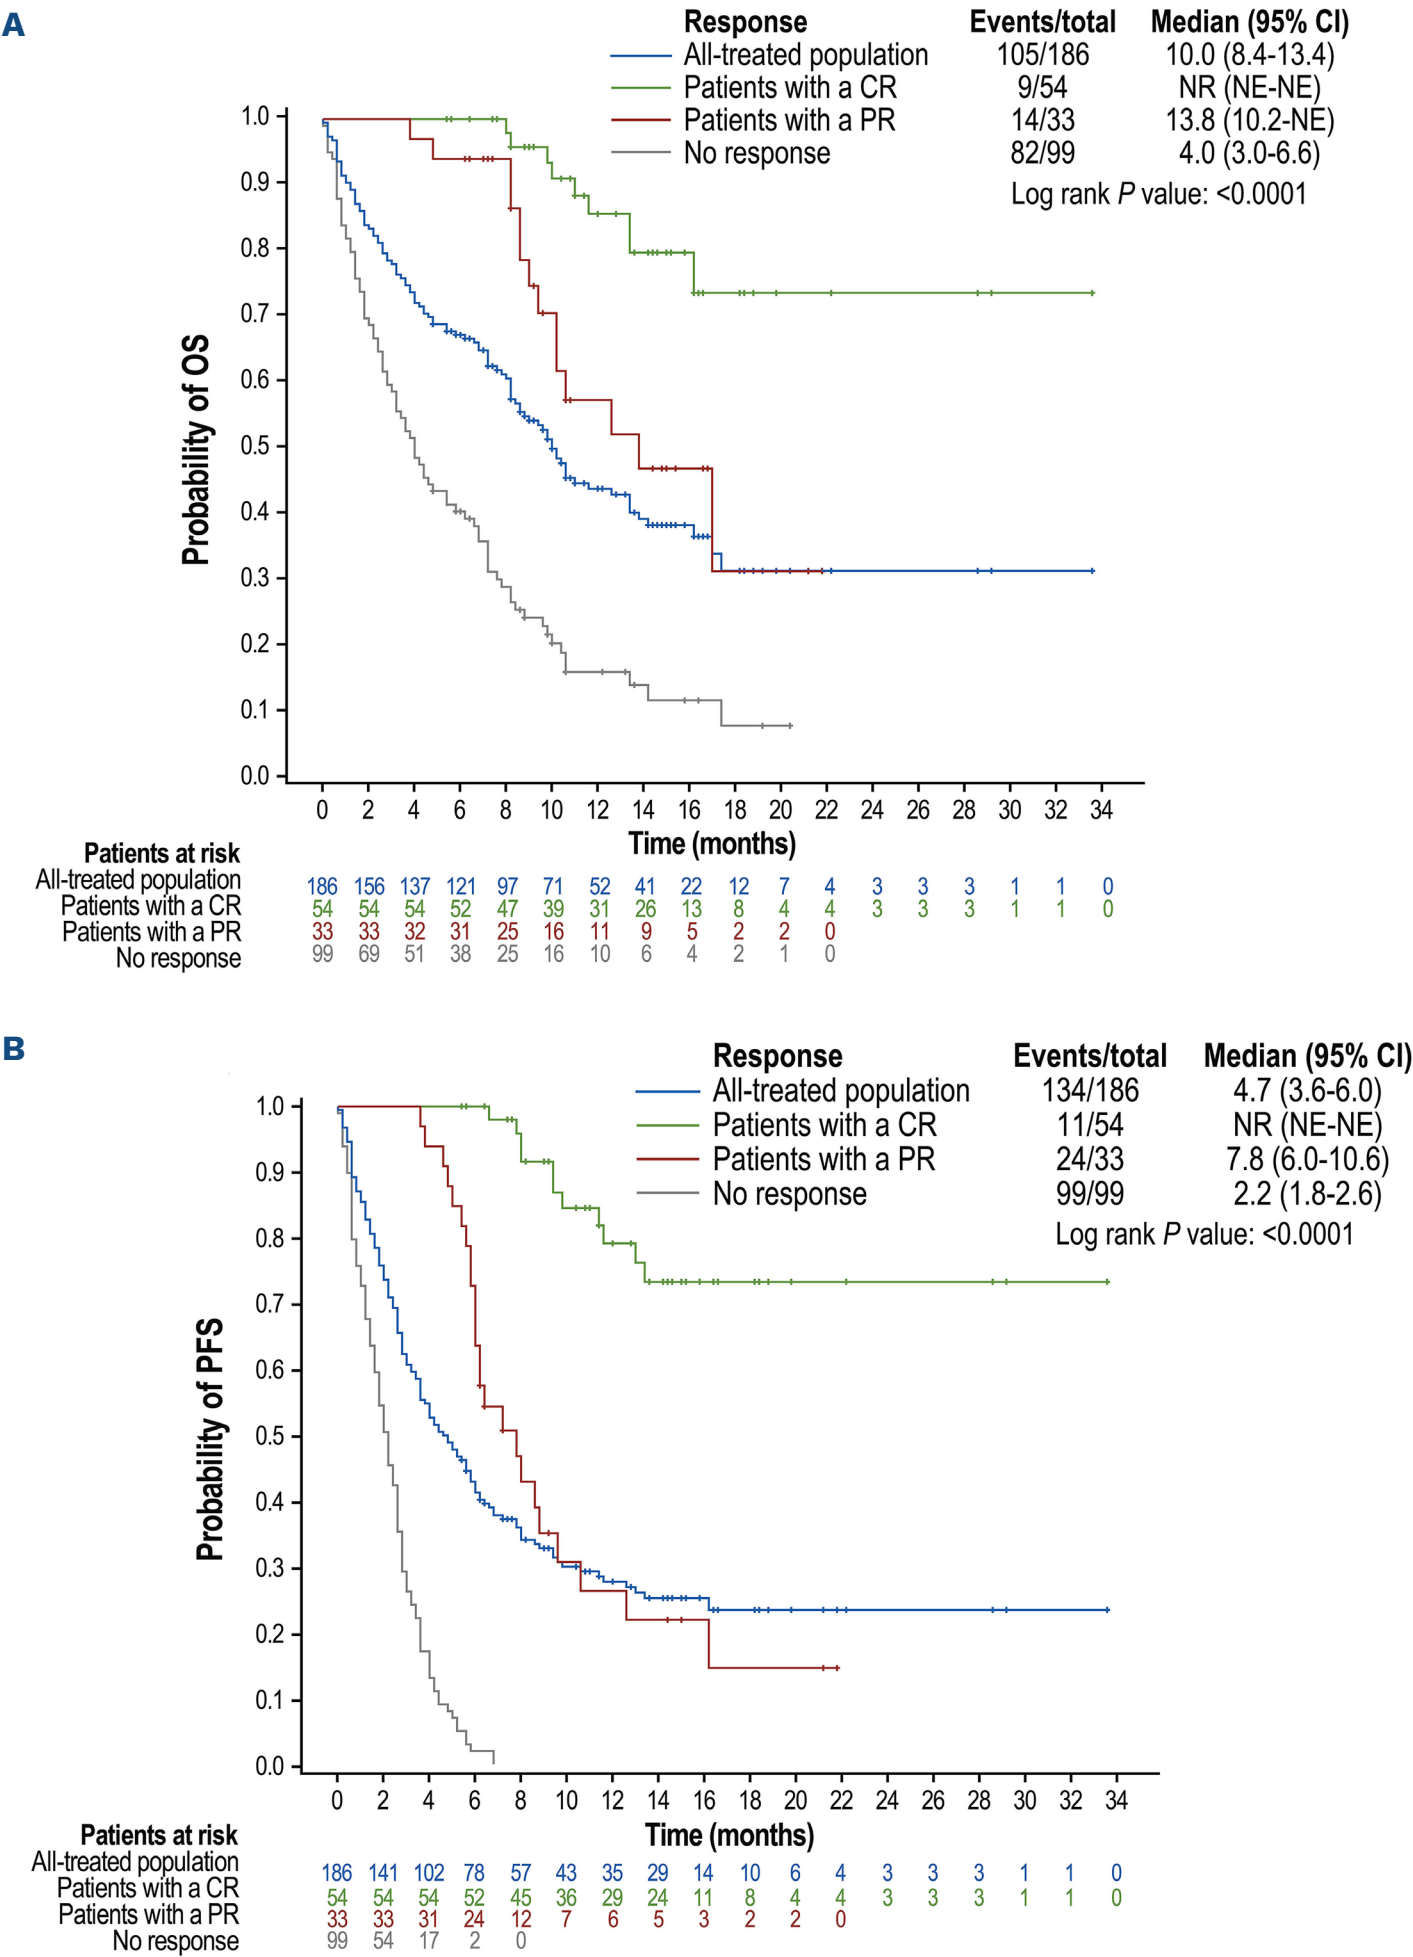 A
Response Events/total Median (95% CI)
All-treated population 105/186 10.0 (8.4-13.4)
Patients with a CR 9/54 NR (NE-NE)
Patients with a PR 14/33 13.8 (10.2-NE)
No response 82/99 4.0 (3.0-6.6)
Log rank P value: <0.0001
1.0
0.9
0.8
0.7
0.6
0.5
0.4
0.3
0.2
0.1
0.0
Probability of OS
0 2 4 6 8 10 12 14 16 18 20 22 24 26 28 30 32 34
Time (months)
Patients at risk
All-treated population 186 156 137 121 97 71 52 41 22 12 7 4 3 3 3 1 1 0
Patients with a CR 54 54 54 52 47 39 31 26 13 8 4 4 3 3 3 1 1 0
Patients with a PR 33 33 32 31 25 16 11 9 5 2 2 0
No response 99 69 51 38 25 16 10 6 4 2 1 0
B
Response Events/total Median (95% CI)
All-treated population 134/186 4.7 (3.6-6.0)
Patients with a CR 11/54 NR (NE-NE)
Patients with a PR 24/33 7.8 (6.0-10.6)
No response 99/99 2.2 (1.8-2.6)
Log rank P value: <0.0001
1.0
0.9
0.8
0.7
0.6
0.5
0.4
0.3
0.2
0.1
0.0
Probability of PFS
0 2 4 6 8 10 12 14 16 18 20 22 24 26 28 30 32 34
Time (months)
Patients at risk
All-treated population 186 141 102 78 57 43 35 29 14 10 6 4 3 3 3 1 1 0
Patients with a CR 54 54 54 52 45 36 29 24 11 8 4 4 3 3 3 1 1 0
Patients with a PR 33 33 31 24 12 7 6 5 3 2 2 0
No response 99 54 17 2 0